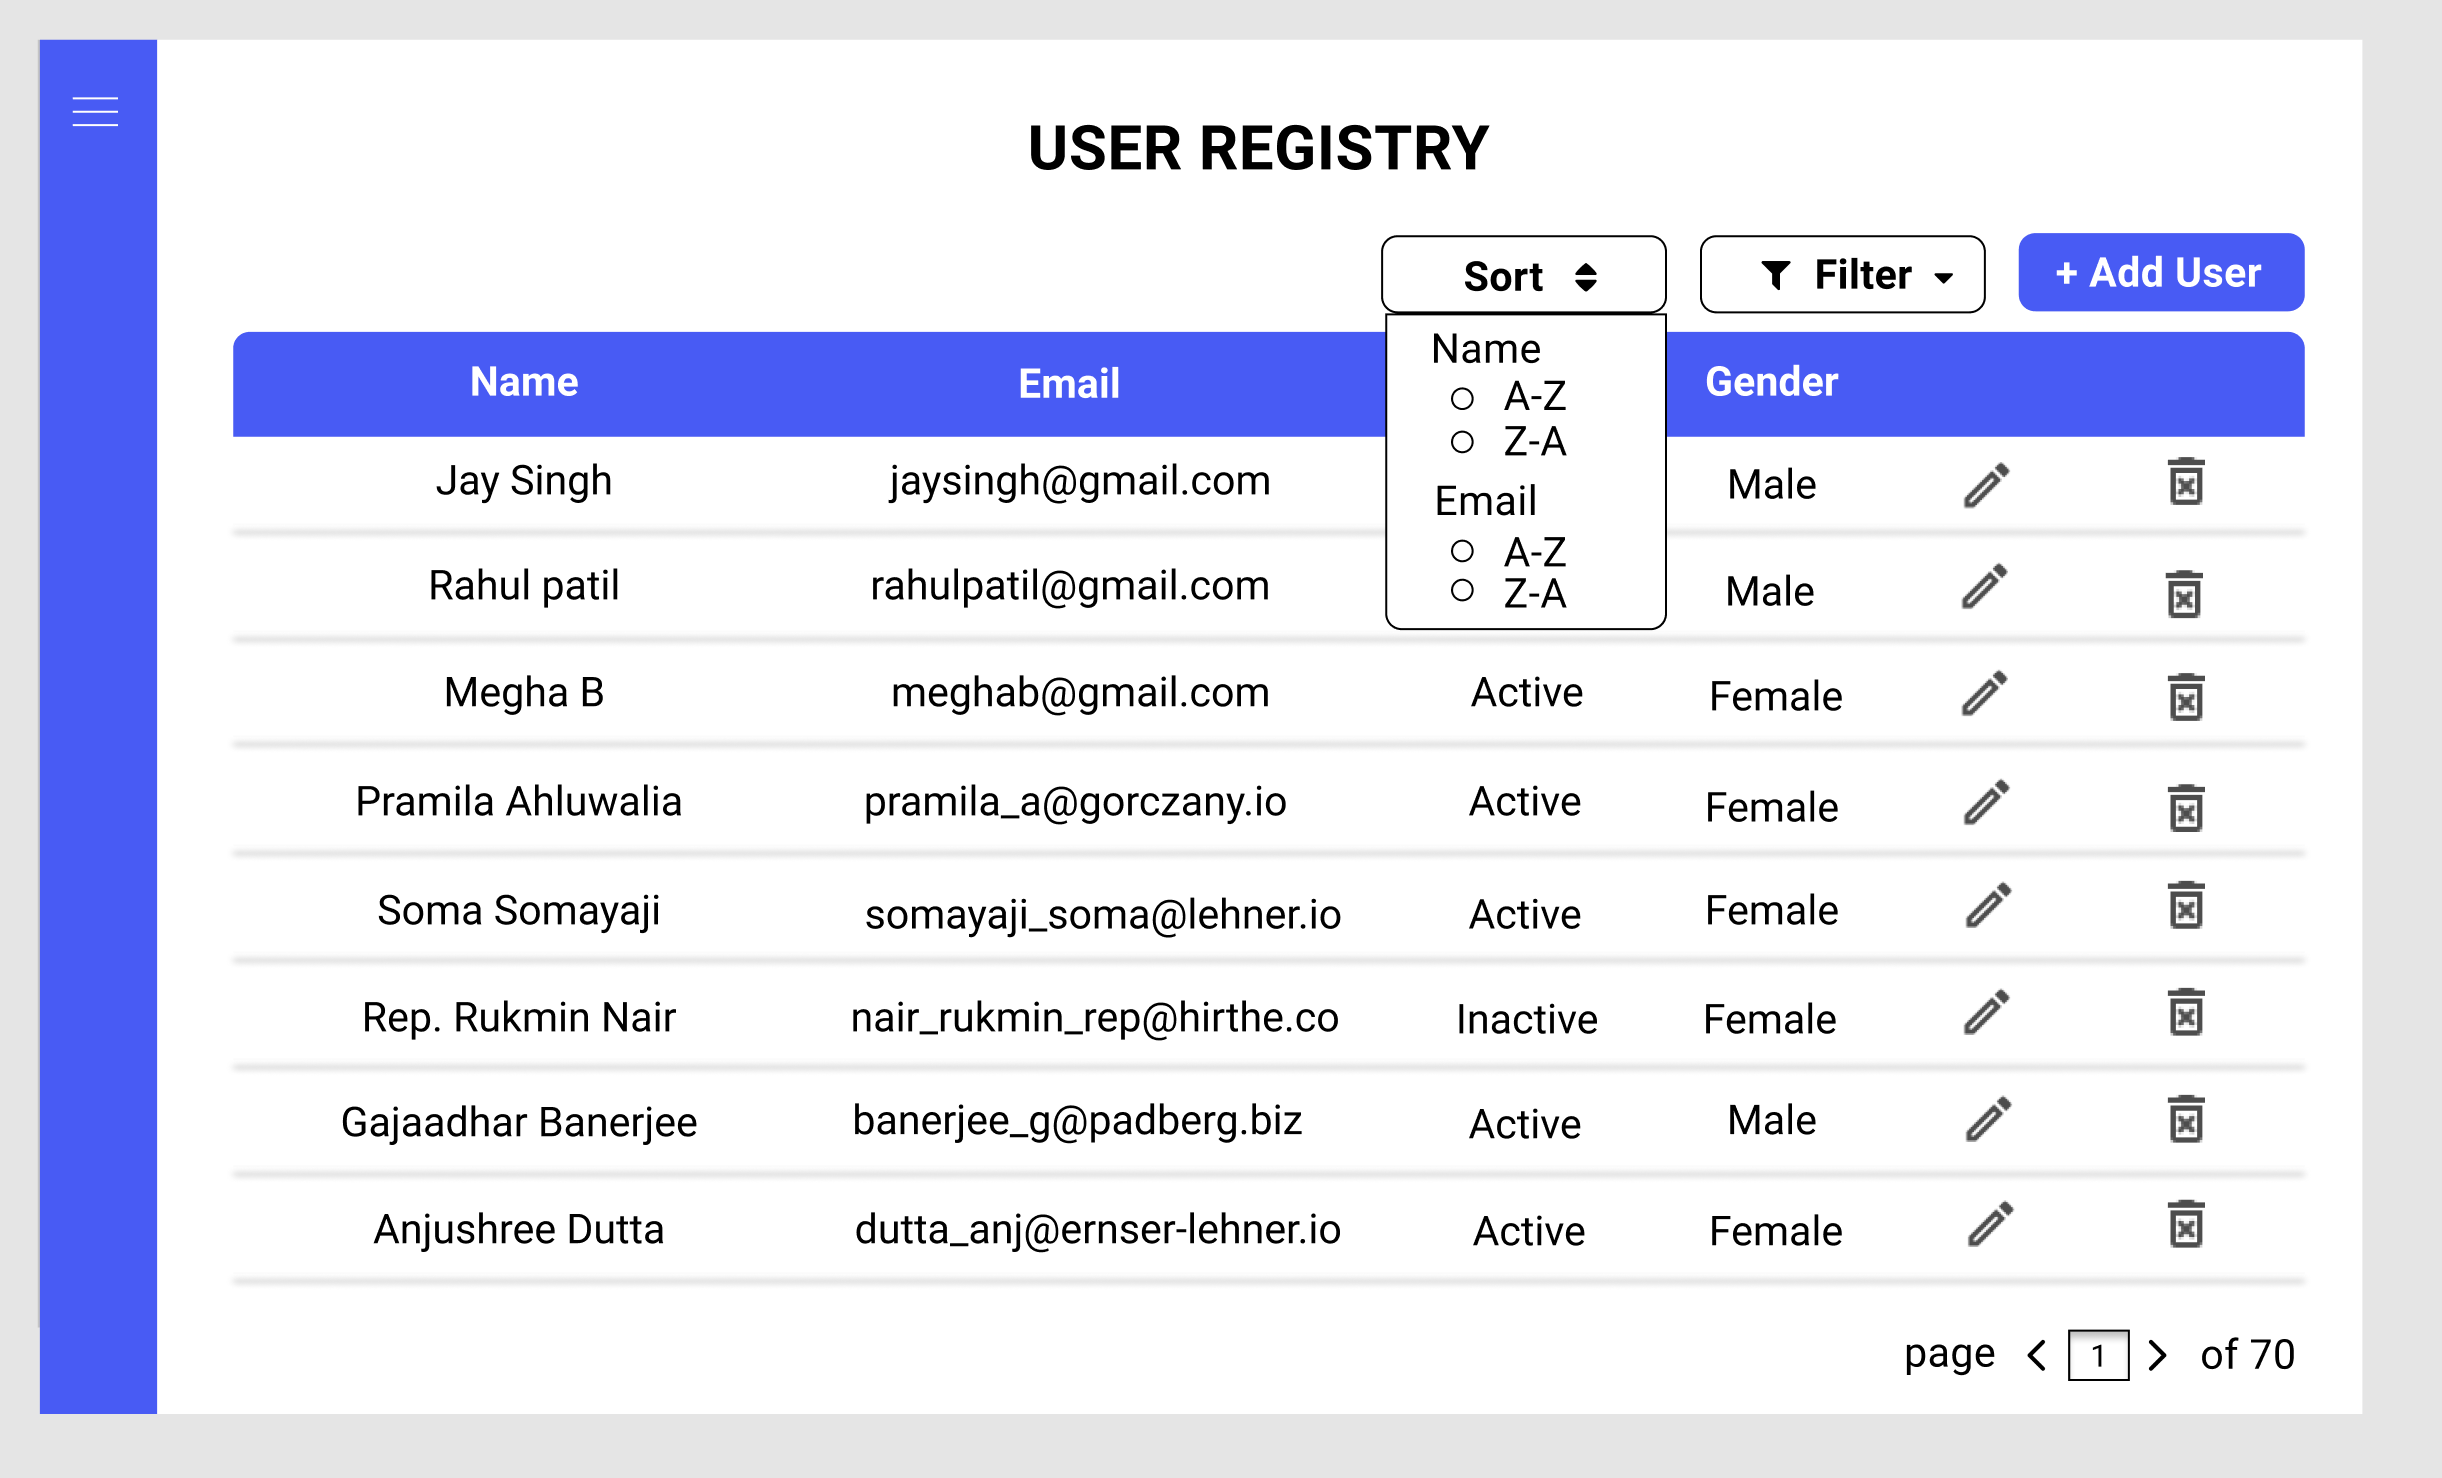 USER REGISTRY
Sort Filter + Add User
Name Email Gender
Name
A-Z
Z-A
Email
A-Z
Z-A
Jay Singh jaysingh@gmail.com Male
Rahul patil rahulpatil@gmail.com Male
Megha B meghab@gmail.com Active Female
Pramila Ahluwalia pramila_a@gorczany.io Active Female
Soma Somayaji somayaji_soma@lehner.io Active Female
Rep. Rukmin Nair nair_rukmin_rep@hirthe.co Inactive Female
Gajaadhar Banerjee banerjee_g@padberg.biz Active Male
Anjushree Dutta dutta_anj@ernser-lehner.io Active Female
page < 1 > of 70